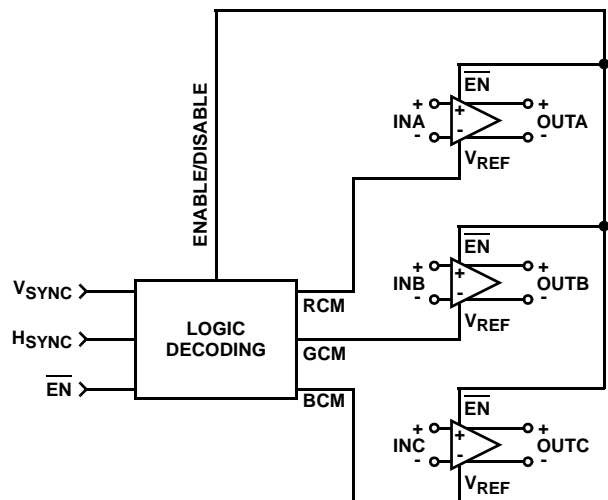 ENABLE/DISABLE
EN
+ + +
INA OUTA
- - -
VREF
VSYNC
HSYNC
EN
LOGIC
DECODING
RCM
GCM
BCM
EN
+ + +
INB OUTB
- - -
VREF
EN
+ + +
INC OUTC
- - -
VREF